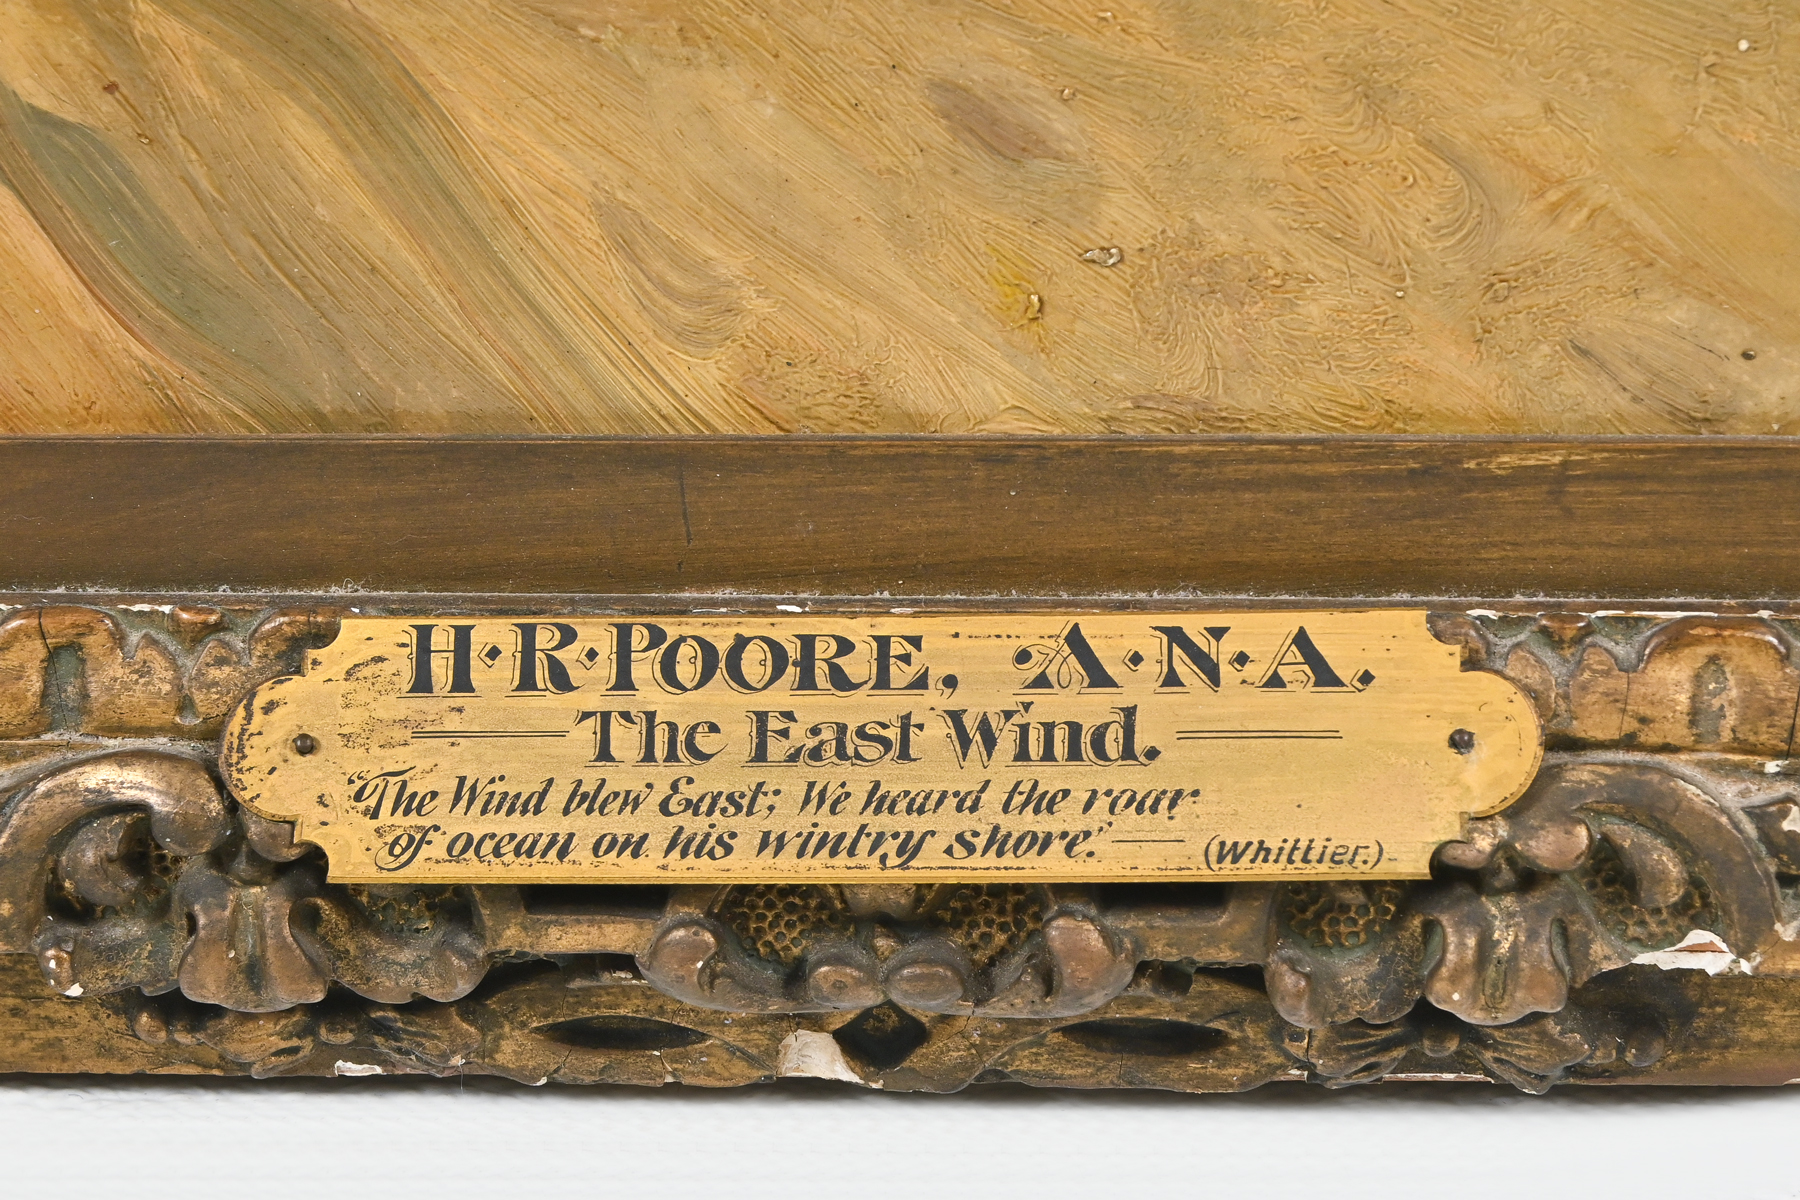 H·R·POORE, A·N·A.
The East Wind.
"The Wind blew East; We heard the roar
of ocean on his wintry shore." — (Whittier.)